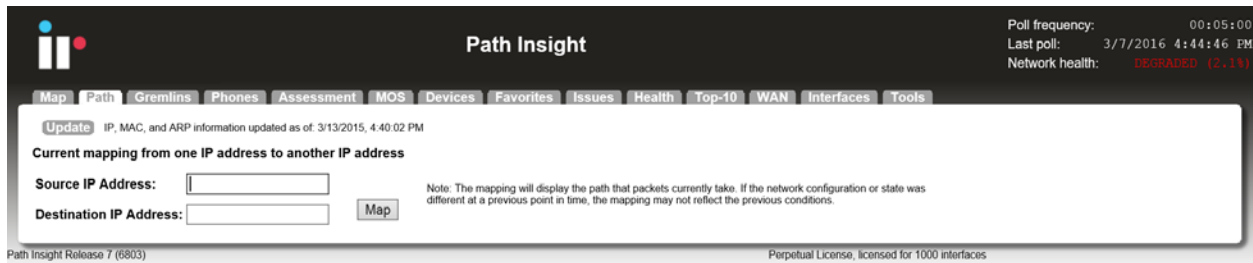 Path Insight
Poll frequency: 00:05:00
Last poll: 3/7/2016 4:44:46 PM
Network health: DEGRADED (2.1%)
Map Path Gremlins Phones Assessment MOS Devices Favorites Issues Health Top-10 WAN Interfaces Tools
Update IP, MAC, and ARP information updated as of: 3/13/2015, 4:40:02 PM
Current mapping from one IP address to another IP address
Source IP Address:
Destination IP Address:
Map
Note: The mapping will display the path that packets currently take. If the network configuration or state was
different at a previous point in time, the mapping may not reflect the previous conditions.
Path Insight Release 7 (6803)
Perpetual License, licensed for 1000 interfaces